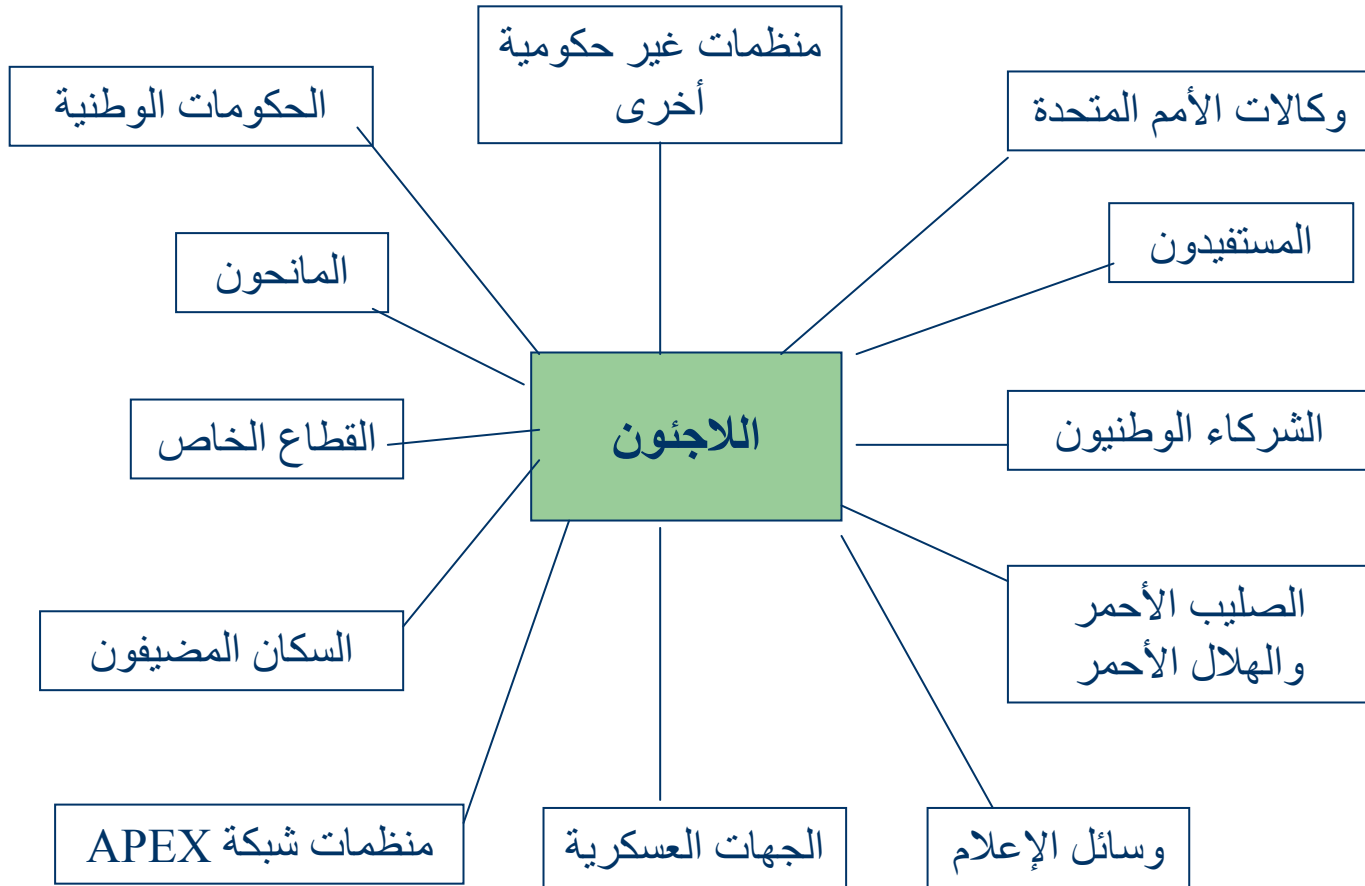 منظمات غير حكومية
أخرى
وكالات الأمم المتحدة
الحكومات الوطنية
المستفيدون
المانحون
اللاجئون
الشركاء الوطنيون
القطاع الخاص
الصليب الأحمر
والهلال الأحمر
السكان المضيفون
وسائل الإعلام
الجهات العسكرية
منظمات شبكة APEX